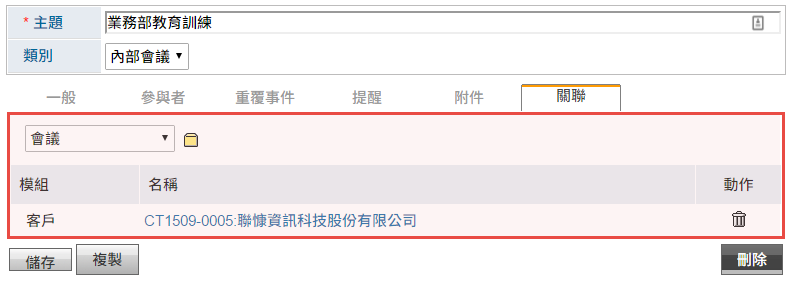 * 主題 業務部教育訓練
類別 內部會議
一般 參與者 重覆事件 提醒 附件 關聯
會議
模組 名稱 動作
客戶 CT1509-0005:聯慷資訊科技股份有限公司
儲存 複製 刪除